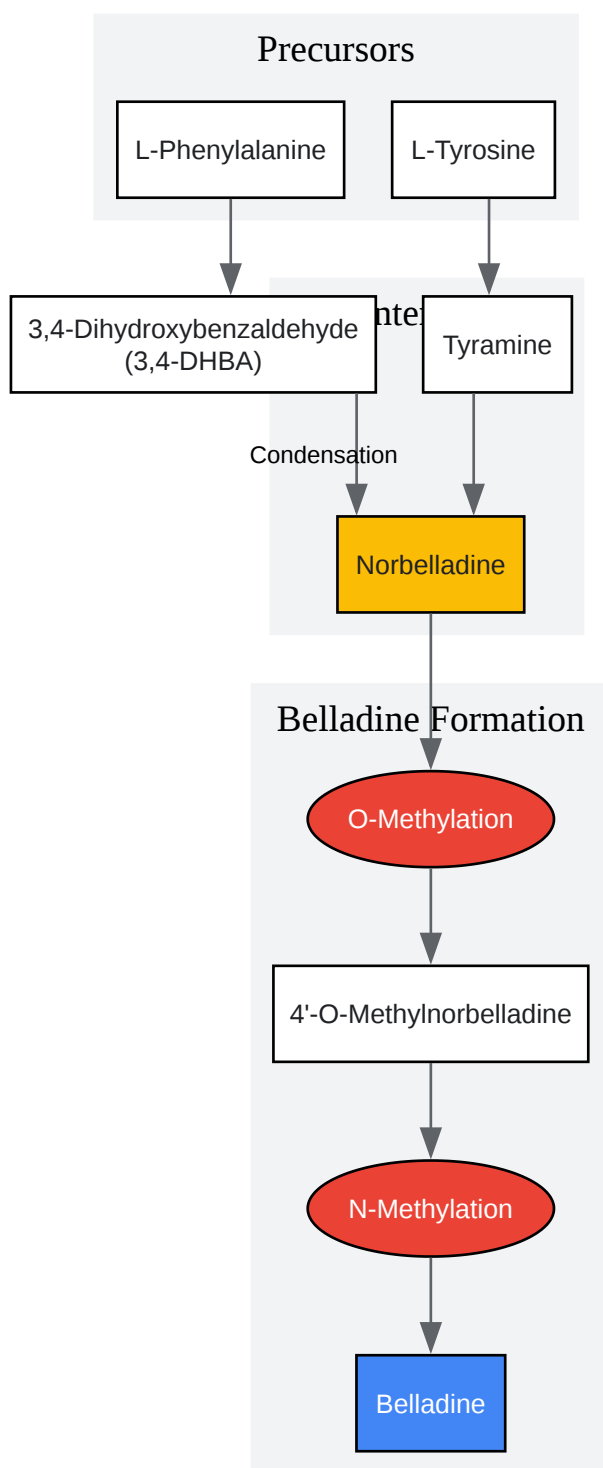 Precursors
L-Phenylalanine
L-Tyrosine
3,4-Dihydroxybenzaldehyde
(3,4-DHBA)
Tyramine
Condensation
Norbelladine
Belladine Formation
O-Methylation
4'-O-Methylnorbelladine
N-Methylation
Belladine